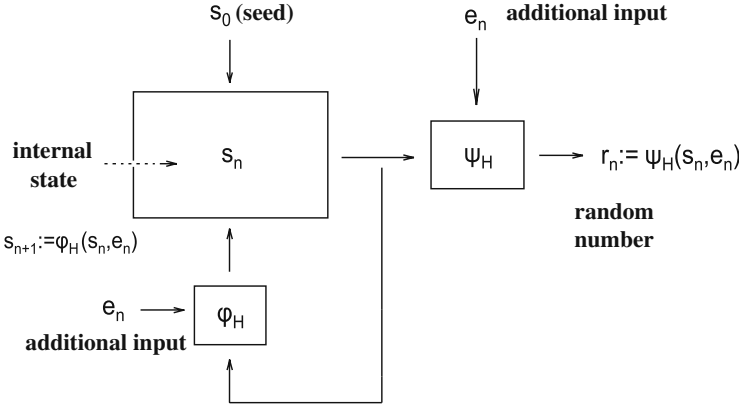 s₀ (seed)
eₙ additional input
internal
state
sₙ
ψH
rₙ:= ψH(sₙ,eₙ)
random
number
sₙ₊₁:=φH(sₙ,eₙ)
eₙ
additional input
φH